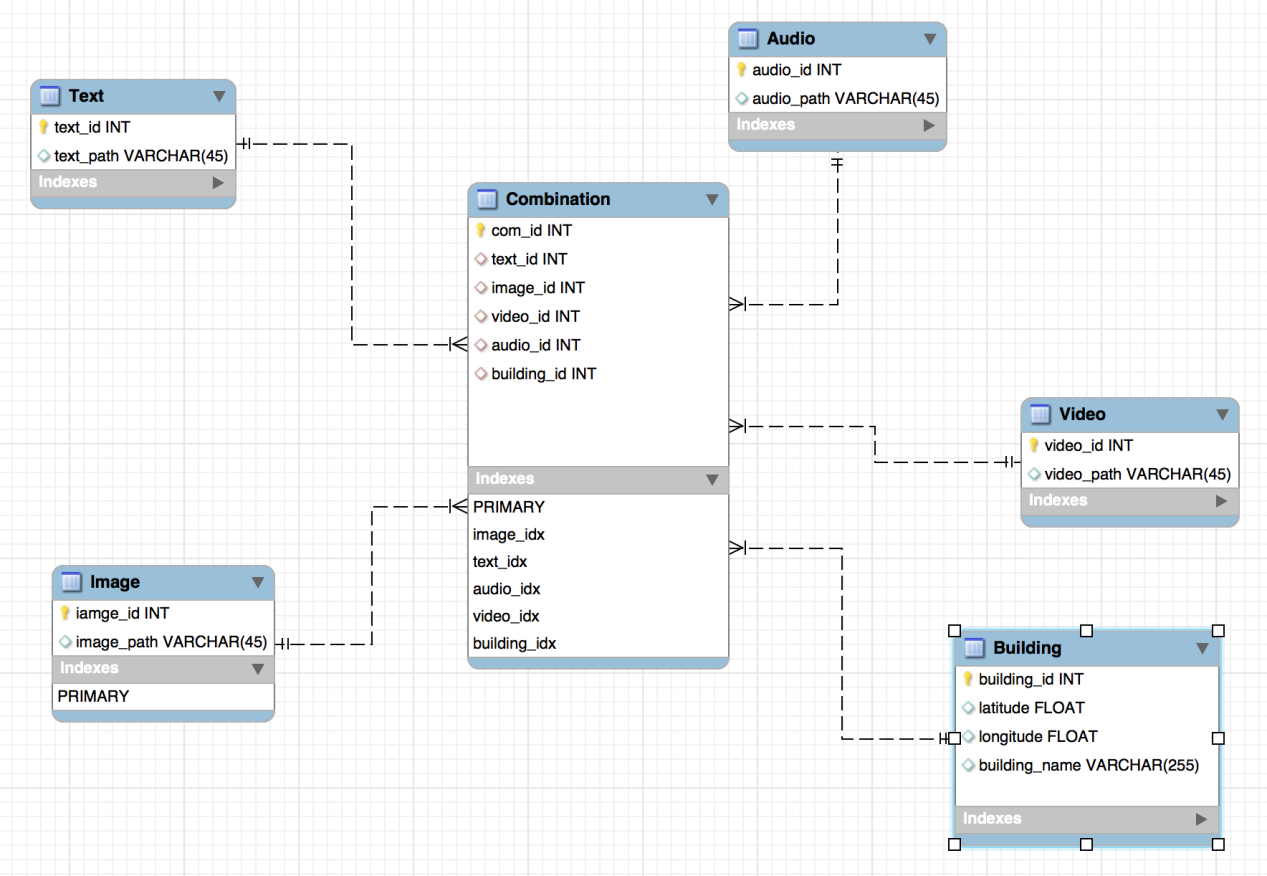 Text
text_id INT
text_path VARCHAR(45)
Indexes
Audio
audio_id INT
audio_path VARCHAR(45)
Indexes
Combination
com_id INT
text_id INT
image_id INT
video_id INT
audio_id INT
building_id INT
Indexes
PRIMARY
image_idx
text_idx
audio_idx
video_idx
building_idx
Video
video_id INT
video_path VARCHAR(45)
Indexes
Image
iamge_id INT
image_path VARCHAR(45)
Indexes
PRIMARY
Building
building_id INT
latitude FLOAT
longitude FLOAT
building_name VARCHAR(255)
Indexes